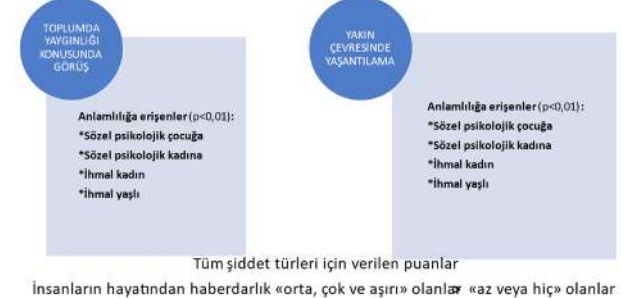 TOPLUMDA
YAYGINLIĞI
KONUSUNDA
GÖRÜŞ
Anlamlılığa erişenler (p<0,01):
*Sözel psikolojik çocuğa
*Sözel psikolojik kadına
*İhmal kadın
*İhmal yaşlı
YAKIN
ÇEVRESİNDE
YAŞANTILAMA
Anlamlılığa erişenler (p<0,01):
*Sözel psikolojik çocuğa
*Sözel psikolojik kadına
*İhmal kadın
*İhmal yaşlı
Tüm şiddet türleri için verilen puanlar
İnsanların hayatından haberdarlık «orta, çok ve aşırı» olanlar > «az veya hiç» olanlar